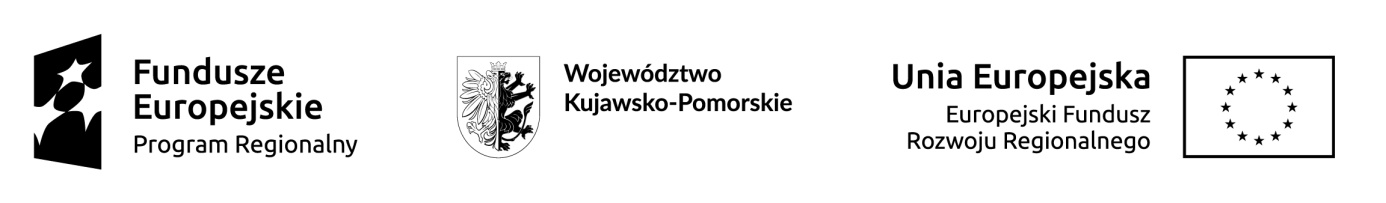 Fundusze
Europejskie
Program Regionalny
Województwo
Kujawsko-Pomorskie
Unia Europejska
Europejski Fundusz
Rozwoju Regionalnego